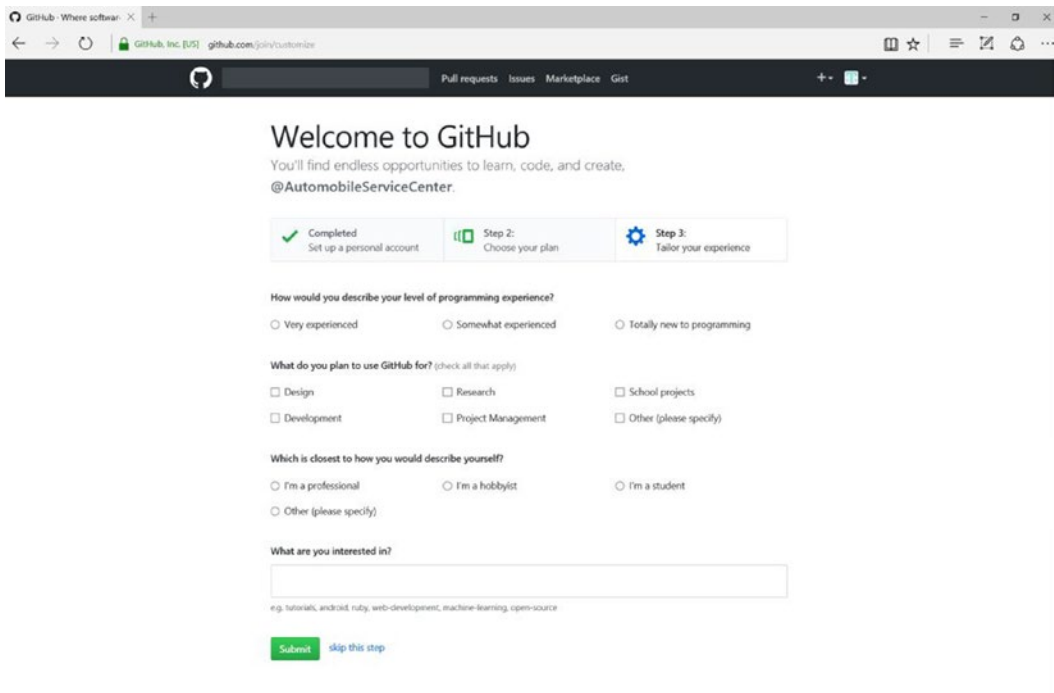 GitHub · Where softwar
GitHub, Inc. [US] github.com/join/customize
Pull requests Issues Marketplace Gist
Welcome to GitHub
You'll find endless opportunities to learn, code, and create,
@AutomobileServiceCenter.
Completed
Set up a personal account
Step 2:
Choose your plan
Step 3:
Tailor your experience
How would you describe your level of programming experience?
Very experienced Somewhat experienced Totally new to programming
What do you plan to use GitHub for? (check all that apply)
Design Research School projects
Development Project Management Other (please specify)
Which is closest to how you would describe yourself?
I'm a professional I'm a hobbyist I'm a student
Other (please specify)
What are you interested in?
e.g. tutorials, android, ruby, web-development, machine-learning, open-source
Submit skip this step